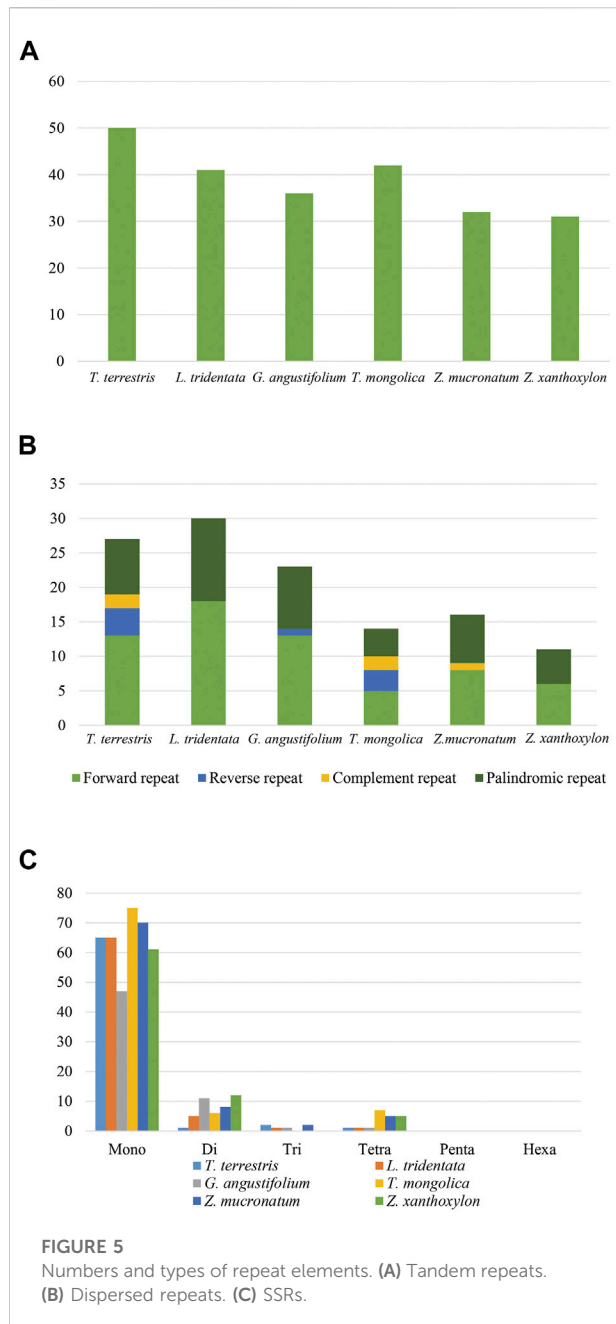 A
60
50
40
30
20
10
0
T. terrestris L. tridentata G. angustifolium T. mongolica Z. mucronatum Z. xanthoxylon
B
35
30
25
20
15
10
5
0
T. terrestris L. tridentata G. angustifolium T. mongolica Z.mucronatum Z. xanthoxylon
Forward repeat Reverse repeat Complement repeat Palindromic repeat
C
80
70
60
50
40
30
20
10
0
Mono Di Tri Tetra Penta Hexa
T. terrestris L. tridentata
G. angustifolium T. mongolica
Z. mucronatum Z. xanthoxylon
FIGURE 5
Numbers and types of repeat elements. (A) Tandem repeats.
(B) Dispersed repeats. (C) SSRs.